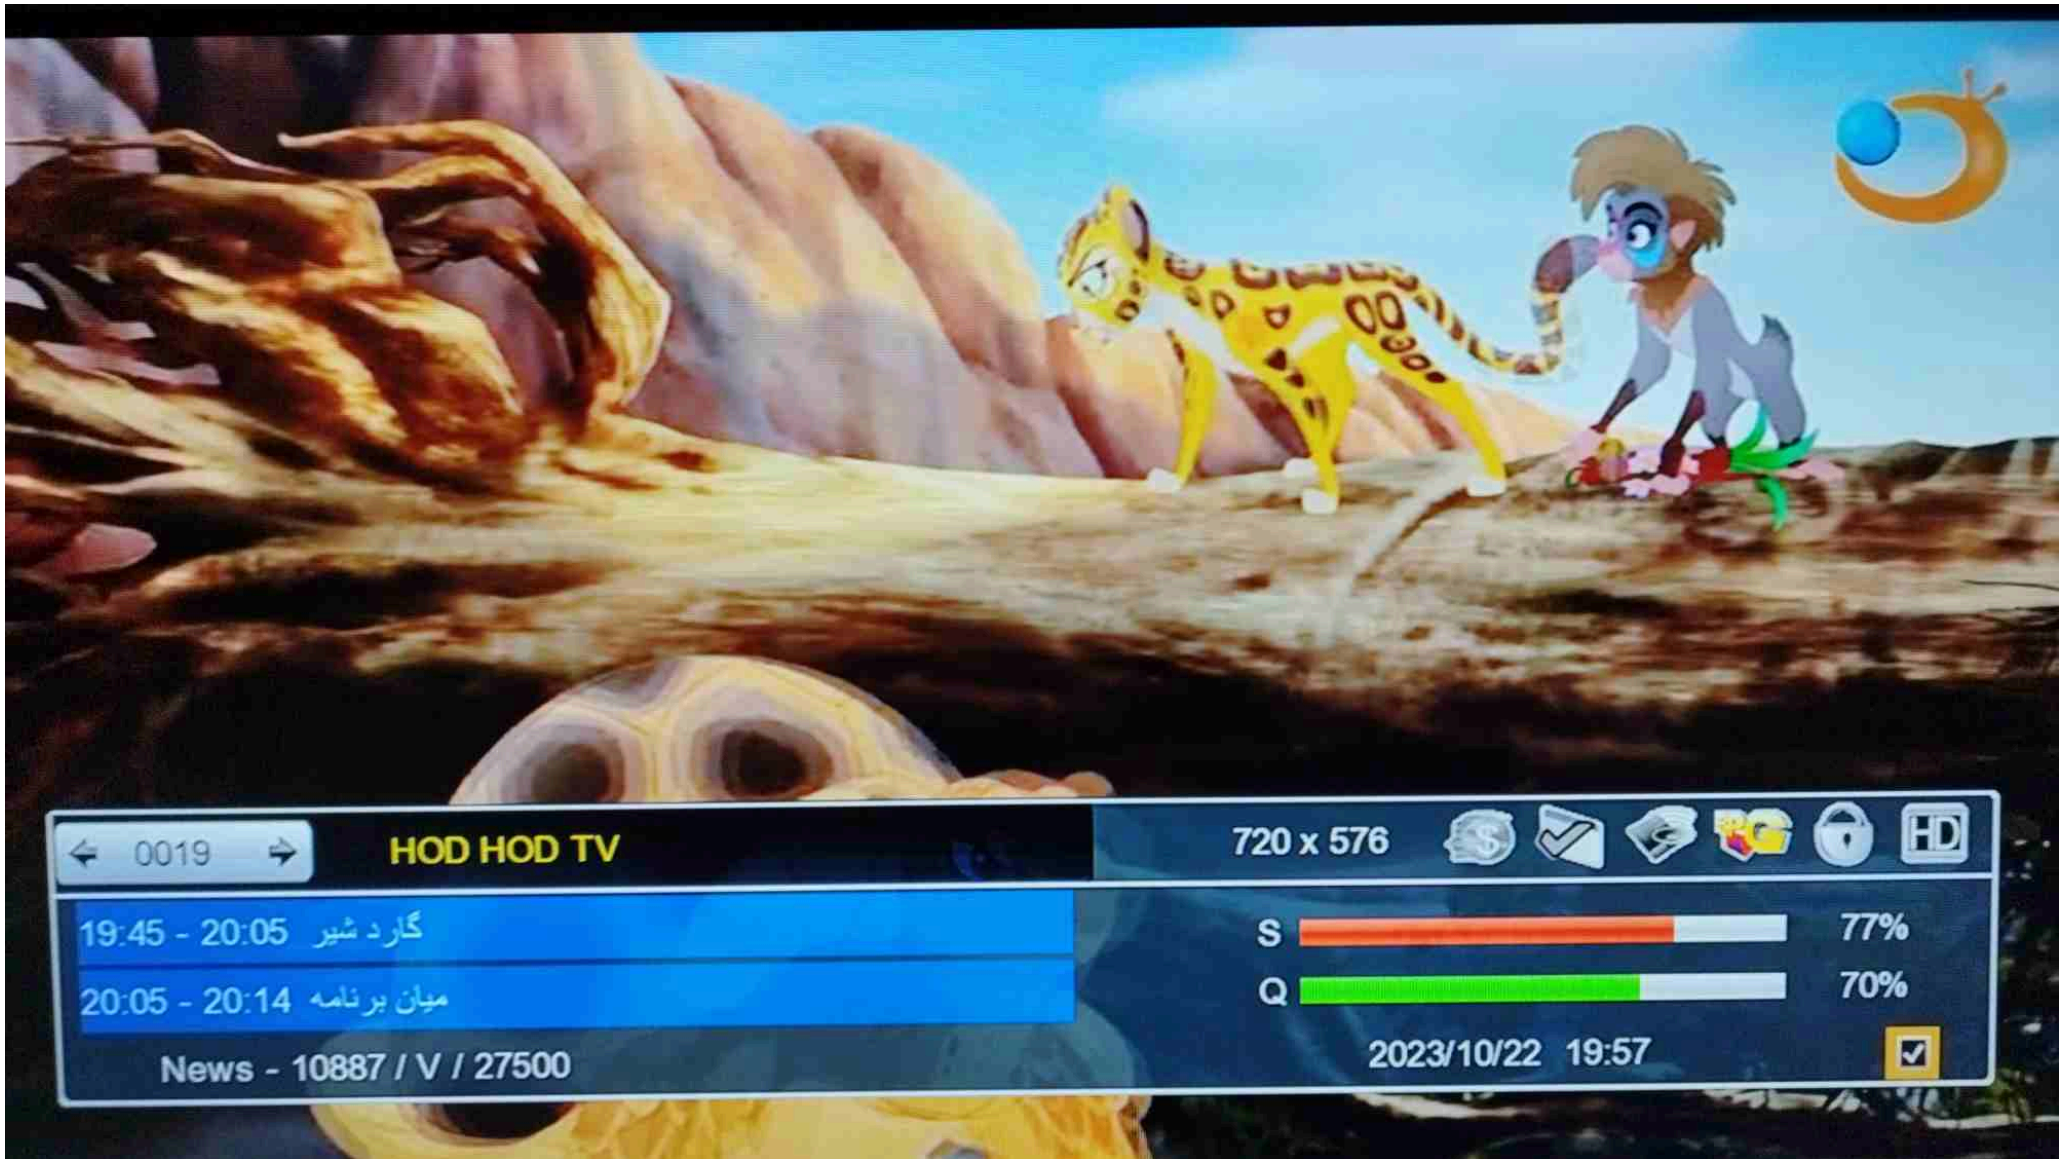 0019
HOD HOD TV
720 x 576
HD
19:45 - 20:05 گارد شیر
20:05 - 20:14 میان برنامه
News - 10887 / V / 27500
S 77%
Q 70%
2023/10/22 19:57